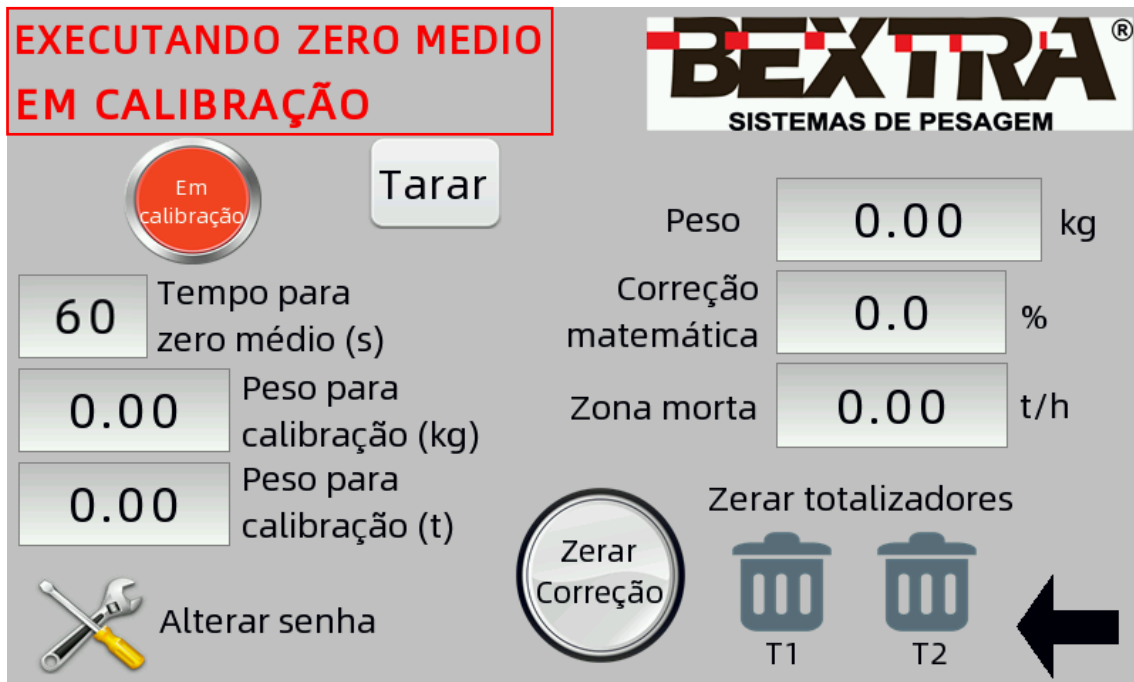 EXECUTANDO ZERO MEDIO
EM CALIBRAÇÃO
BEXTRA®
SISTEMAS DE PESAGEM
Em
calibração
Tarar
Peso
0.00
kg
60
Tempo para
zero médio (s)
Correção
matemática
0.0
%
0.00
Peso para
calibração (kg)
Zona morta
0.00
t/h
0.00
Peso para
calibração (t)
Zerar
Correção
Zerar totalizadores
T1
T2
Alterar senha